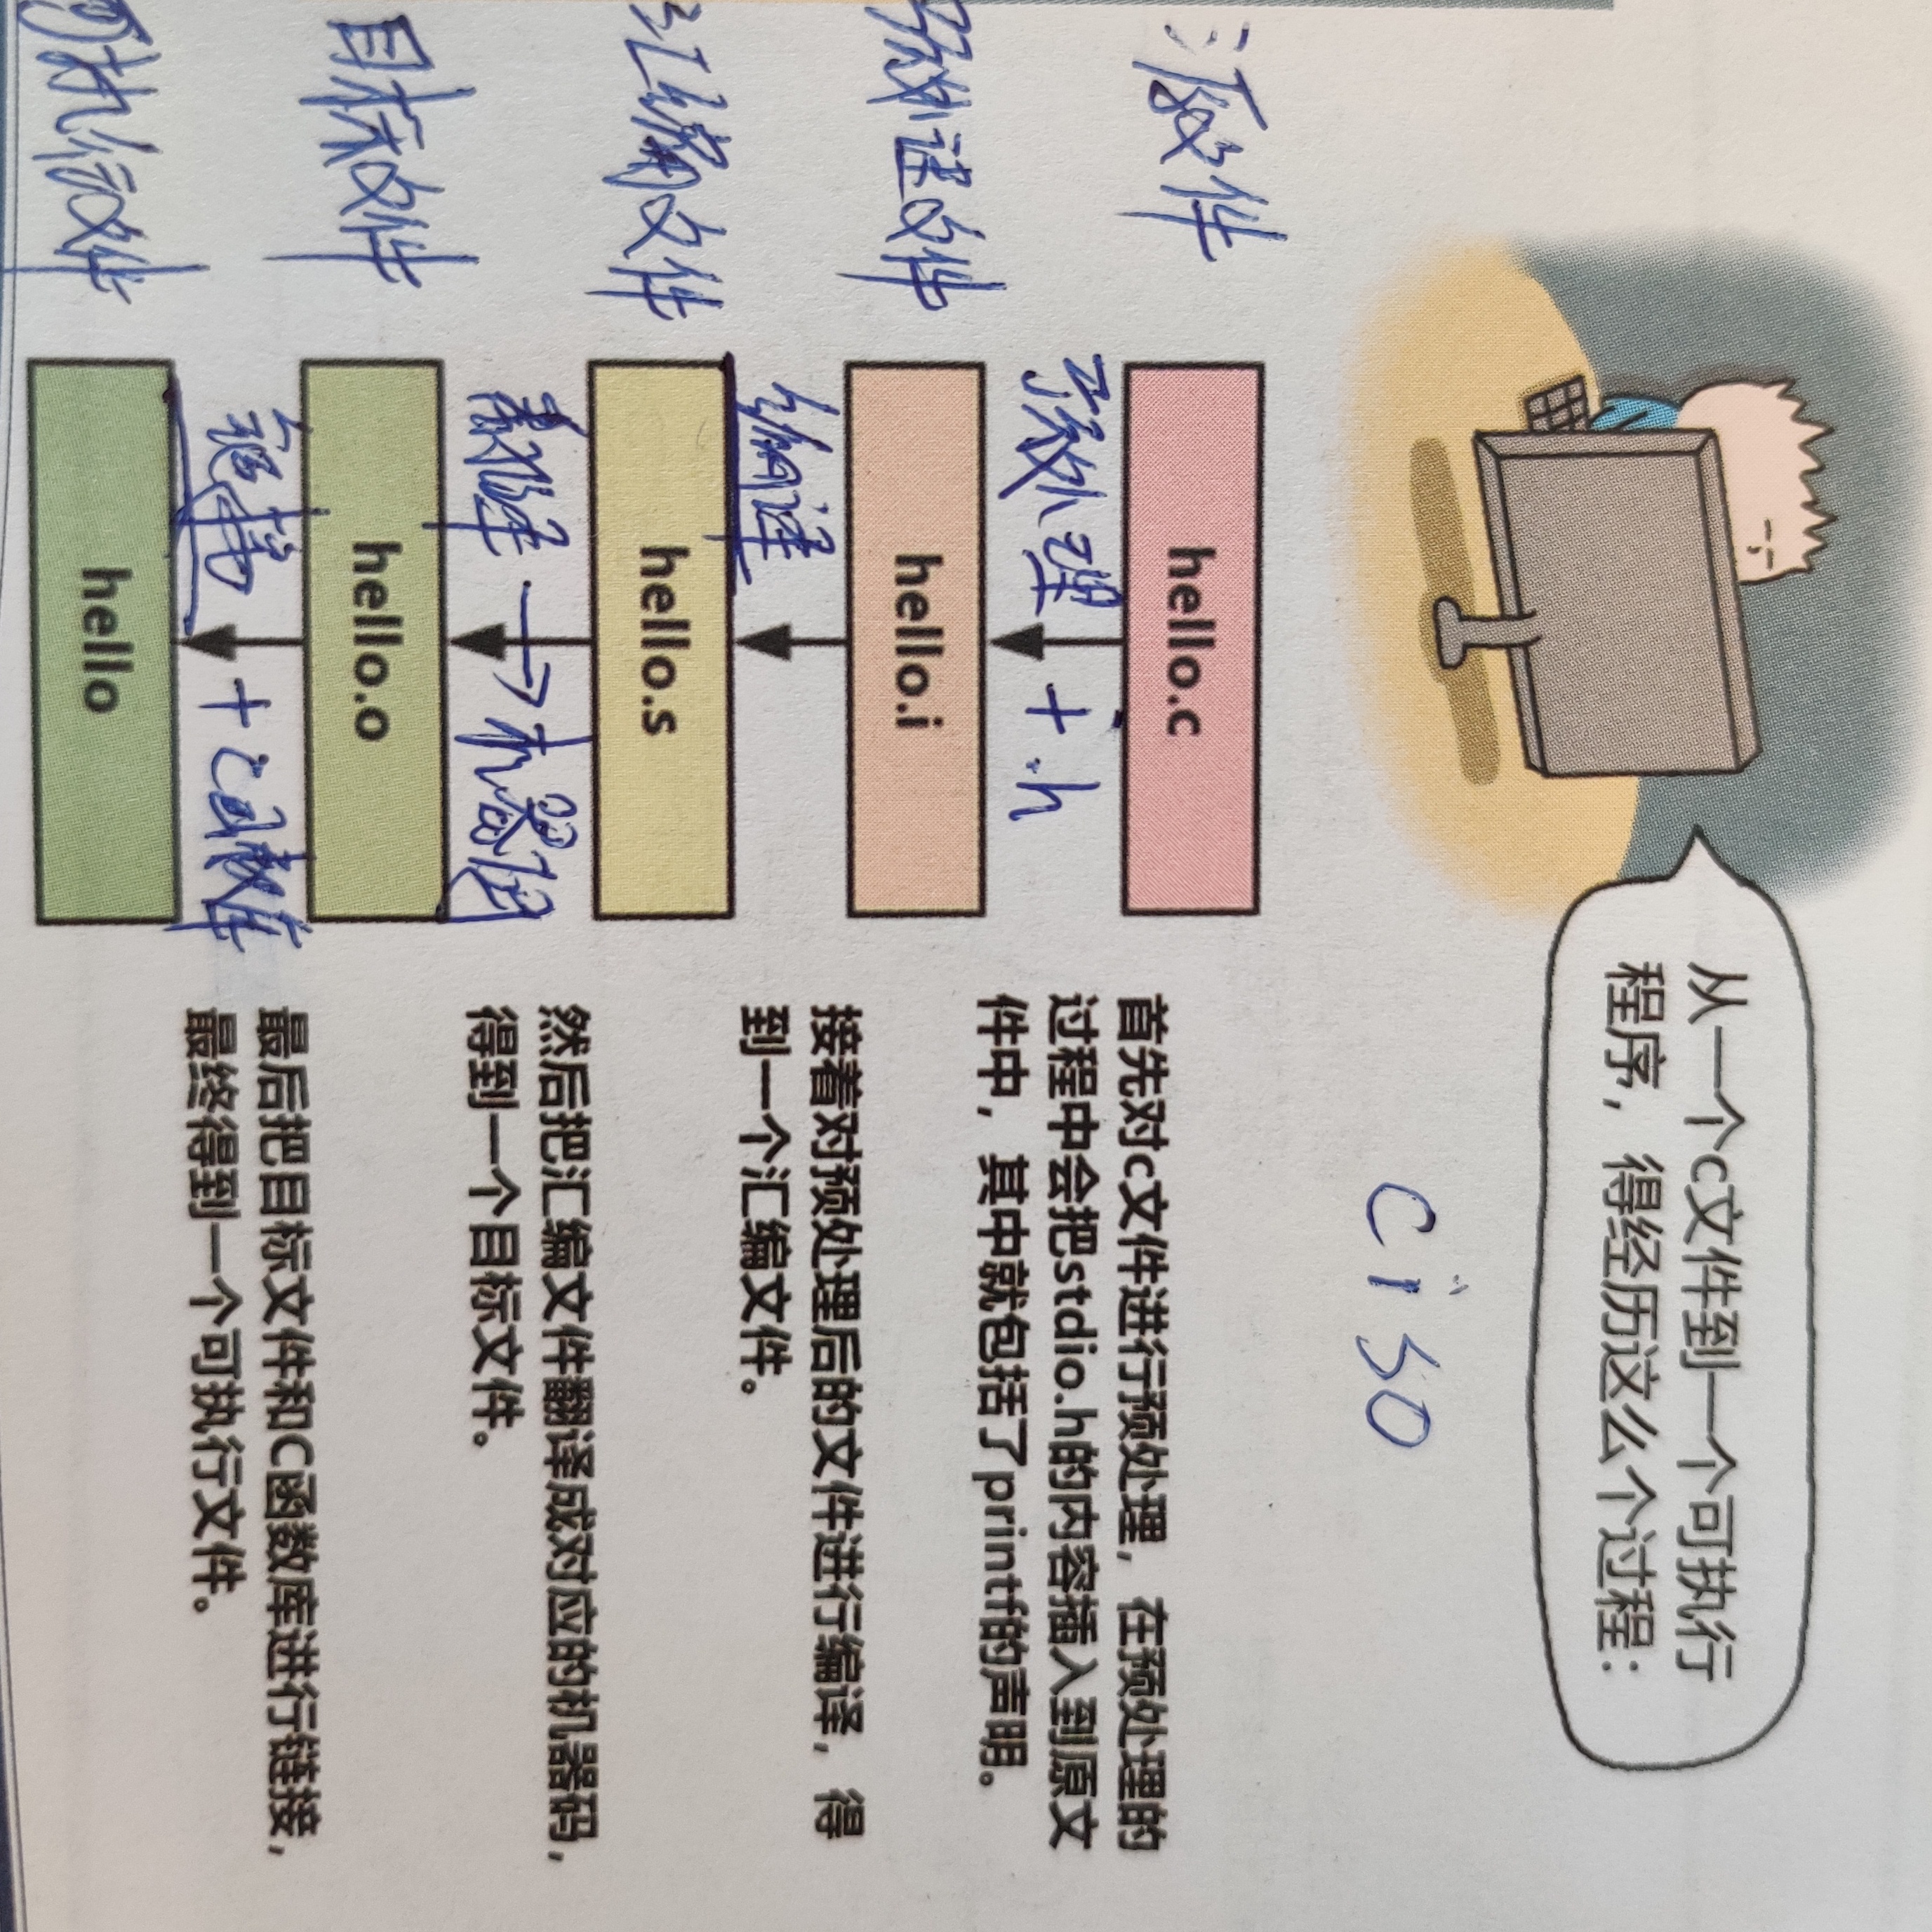 从一个c文件到一个可执行
程序，得经历这么个过程：
ciso
源文件
hello.c
预处理 + .h
首先对c文件进行预处理，在预处理的
过程中会把stdio.h的内容插入到原文
件中，其中就包括了printf的声明。
hello.i
文件
编译
接着对预处理后的文件进行编译，得
到一个汇编文件。
汇编文件
hello.s
翻译 → 机器码
然后把汇编文件翻译成对应的机器码，
得到一个目标文件。
目标文件
hello.o
链接 + C函数库
最后把目标文件和C函数库进行链接，
最终得到一个可执行文件。
可执行文件
hello